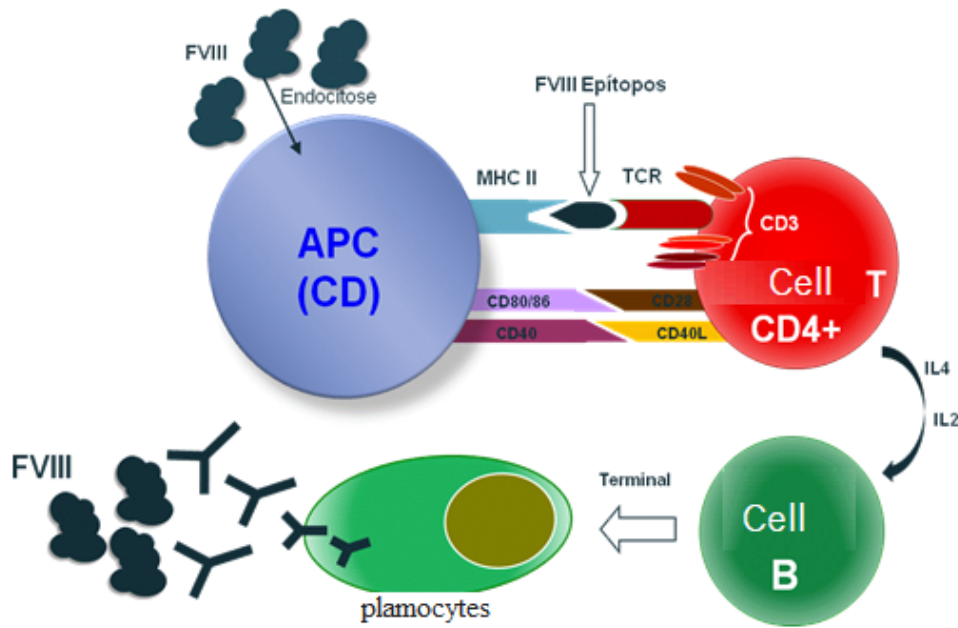 FVIII
Endocitose
FVIII Epítopos
MHC II
TCR
CD3
APC
(CD)
Cell T
CD4+
CD80/86
CD28
CD40
CD40L
IL4
IL2
FVIII
Terminal
Cell
B
plamocytes